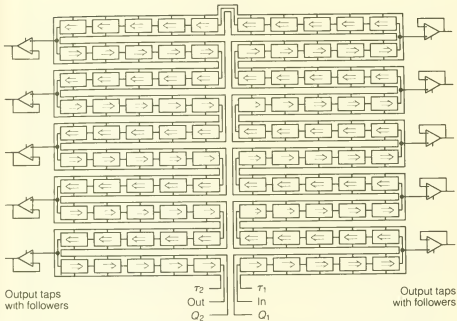 Output taps
with followers
τ2
τ1
Out
In
Q2
Q1
Output taps
with followers